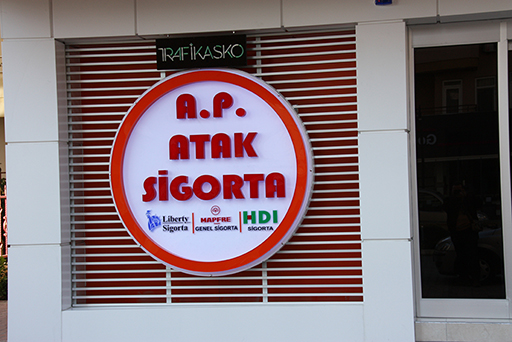 TRAFİKASKO
A.P.
ATAK
SİGORTA
Liberty Sigorta
MAPFRE GENEL SİGORTA
HDI SİGORTA